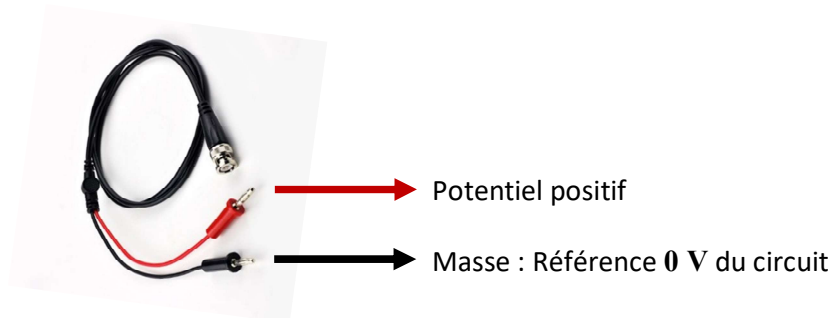 Potentiel positif
Masse : Référence 0 V du circuit